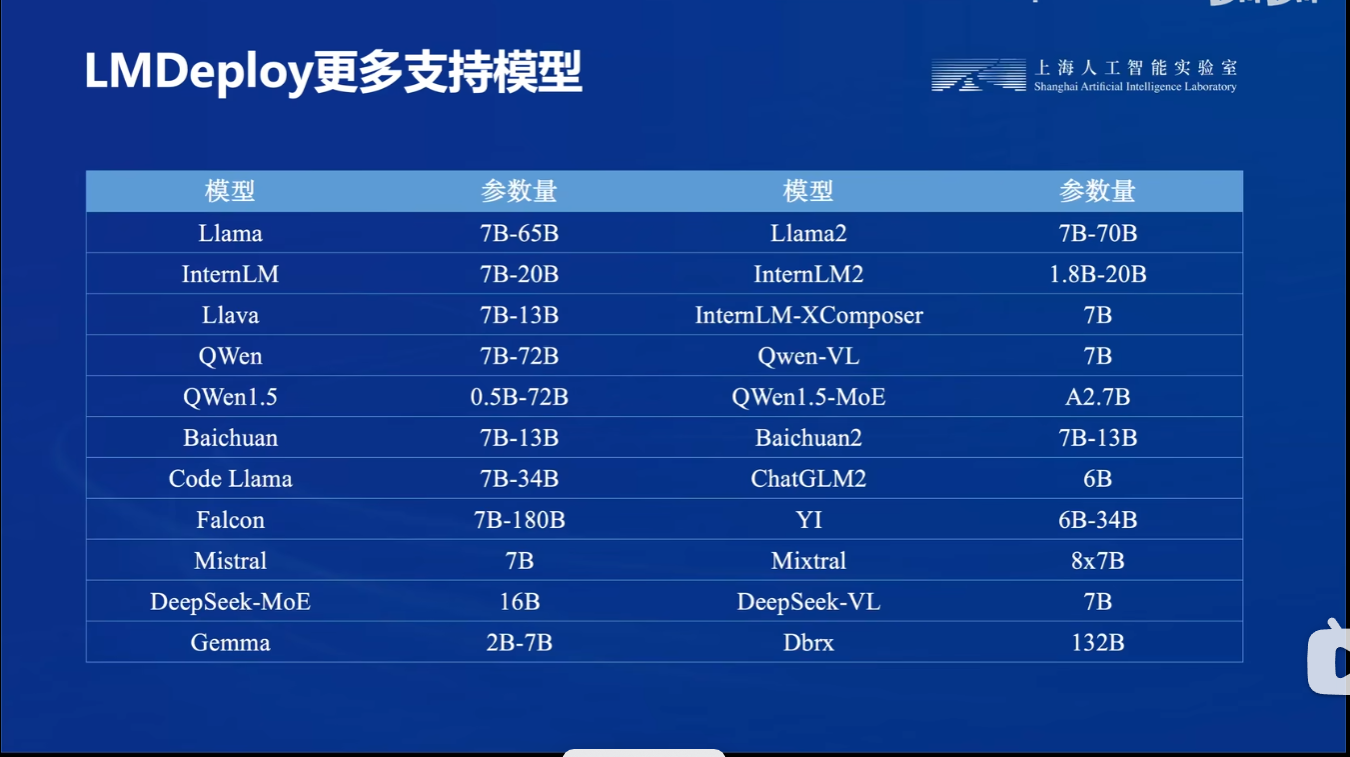 LMDeploy更多支持模型
上海人工智能实验室
Shanghai Artificial Intelligence Laboratory
模型 参数量 模型 参数量
Llama 7B-65B Llama2 7B-70B
InternLM 7B-20B InternLM2 1.8B-20B
Llava 7B-13B InternLM-XComposer 7B
QWen 7B-72B Qwen-VL 7B
QWen1.5 0.5B-72B QWen1.5-MoE A2.7B
Baichuan 7B-13B Baichuan2 7B-13B
Code Llama 7B-34B ChatGLM2 6B
Falcon 7B-180B YI 6B-34B
Mistral 7B Mixtral 8x7B
DeepSeek-MoE 16B DeepSeek-VL 7B
Gemma 2B-7B Dbrx 132B